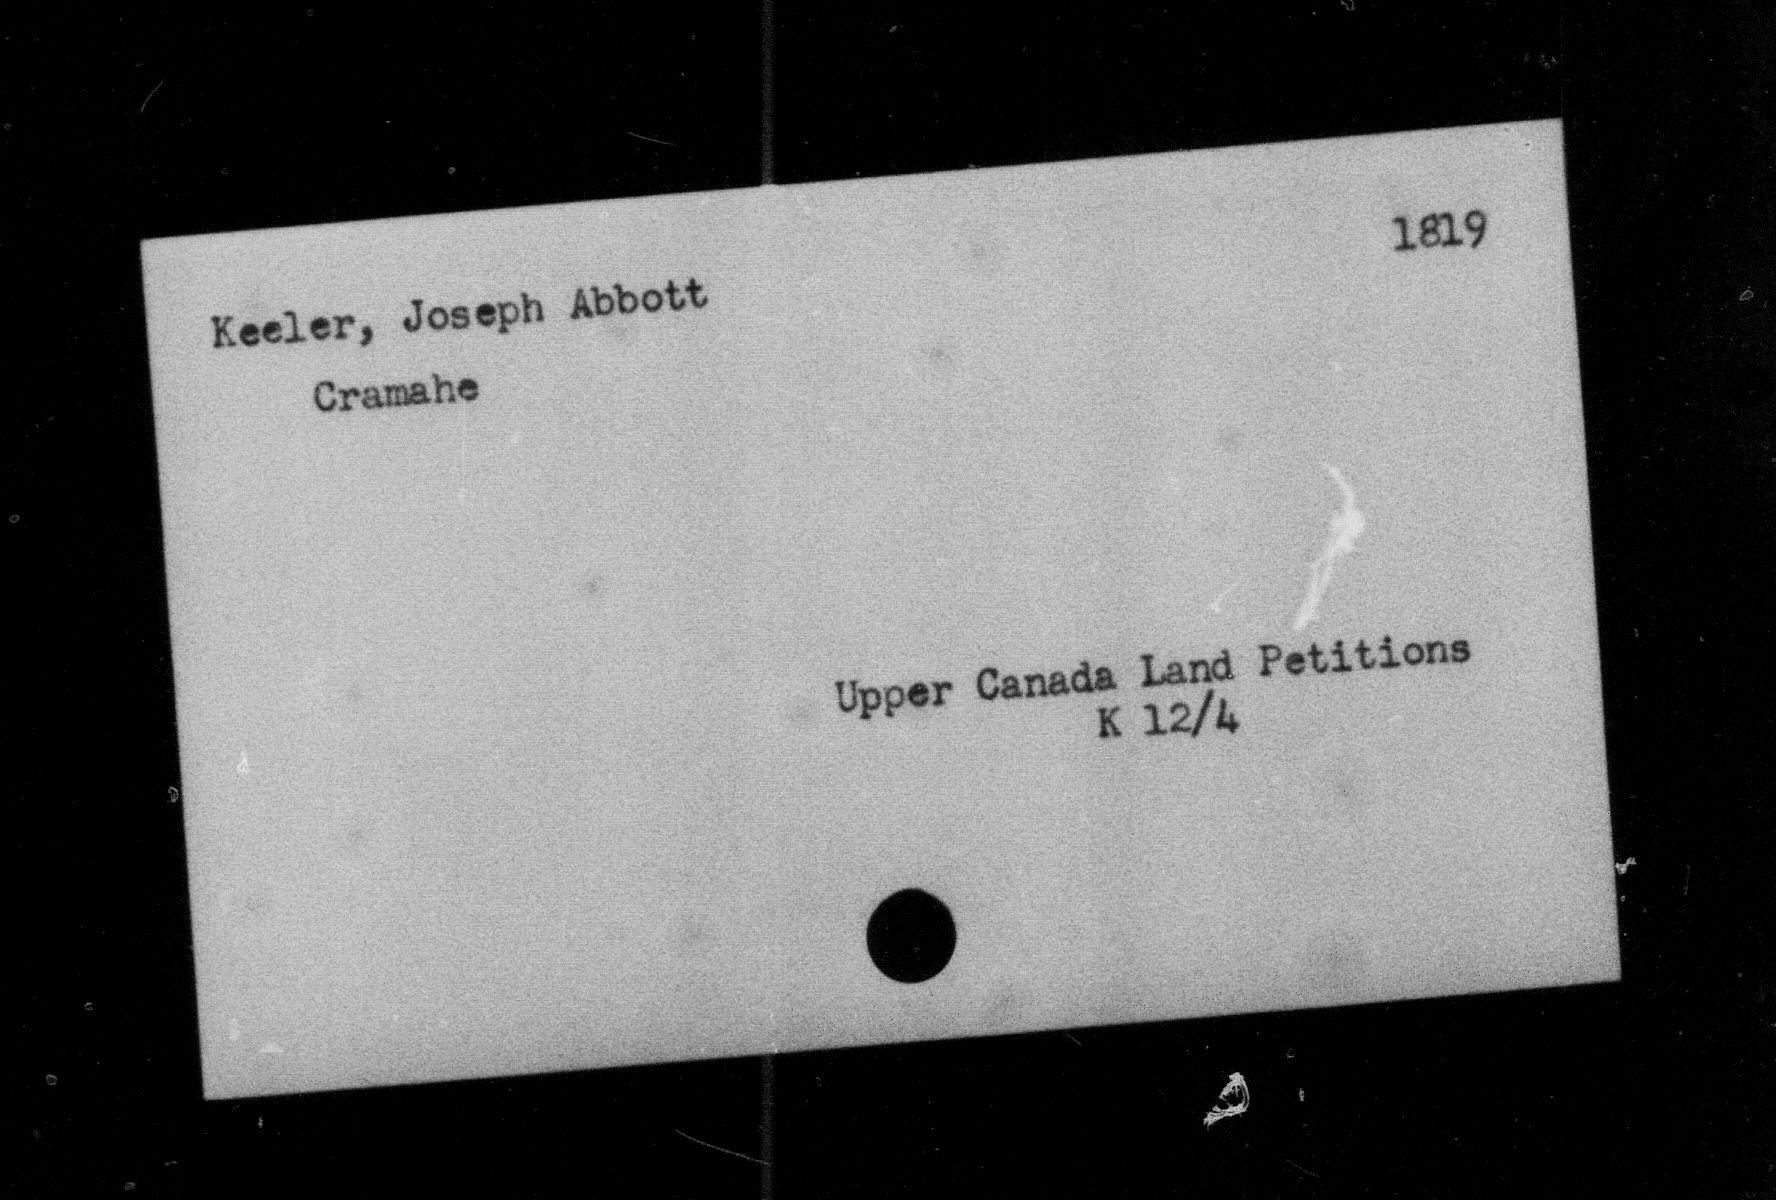 1819
Keeler, Joseph Abbott
Cramahe
Upper Canada Land Petitions
K 12/4